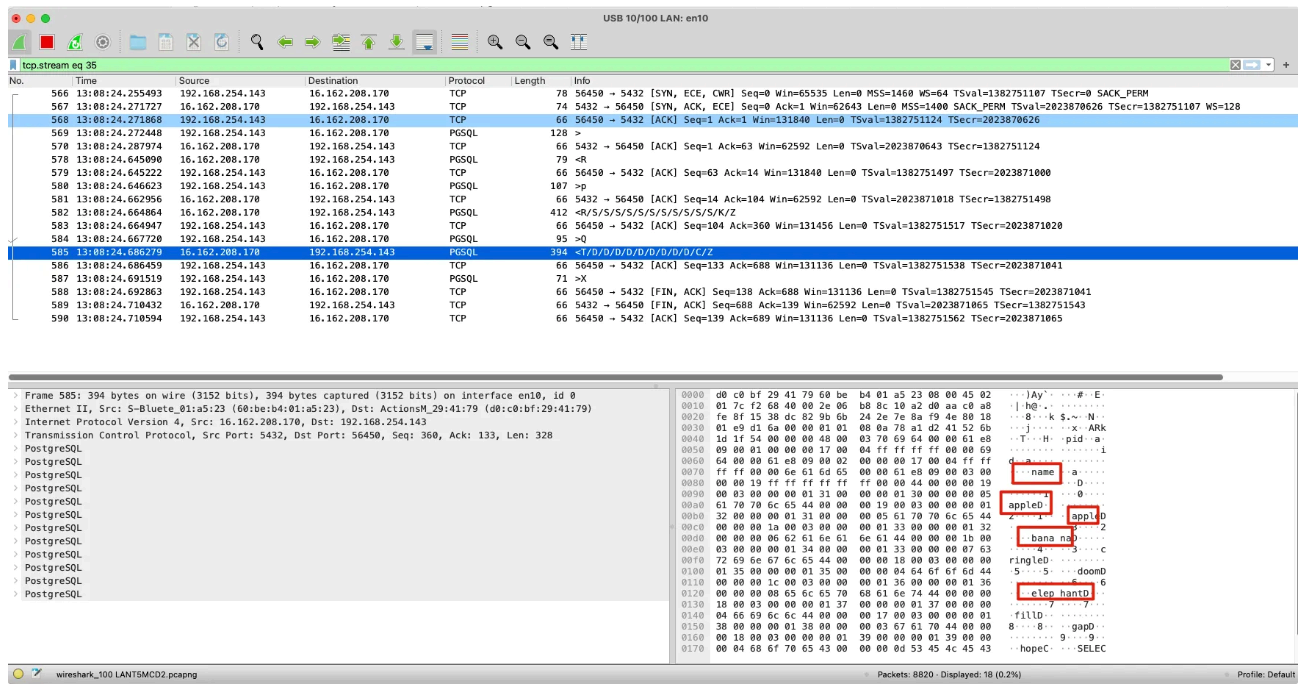 USB 10/100 LAN: en10
tcp.stream eq 35
No. Time Source Destination Protocol Length Info
566 13:08:24.255493 192.168.254.143 16.162.208.170 TCP 78 56450 → 5432 [SYN, ECE, CWR] Seq=0 Win=65535 Len=0 MSS=1460 WS=64 TSval=1382751107 TSecr=0 SACK_PERM
567 13:08:24.271727 16.162.208.170 192.168.254.143 TCP 74 5432 → 56450 [SYN, ACK, ECE] Seq=0 Ack=1 Win=62643 Len=0 MSS=1400 SACK_PERM TSval=2023870626 TSecr=1382751107 WS=128
568 13:08:24.271868 192.168.254.143 16.162.208.170 TCP 66 56450 → 5432 [ACK] Seq=1 Ack=1 Win=131840 Len=0 TSval=1382751124 TSecr=2023870626
569 13:08:24.272448 192.168.254.143 16.162.208.170 PGSQL 128 >
570 13:08:24.287974 16.162.208.170 192.168.254.143 TCP 66 5432 → 56450 [ACK] Seq=1 Ack=63 Win=62592 Len=0 TSval=2023870643 TSecr=1382751124
578 13:08:24.645090 16.162.208.170 192.168.254.143 PGSQL 79 <R
579 13:08:24.645222 192.168.254.143 16.162.208.170 TCP 66 56450 → 5432 [ACK] Seq=63 Ack=14 Win=131840 Len=0 TSval=1382751497 TSecr=2023871000
580 13:08:24.646623 192.168.254.143 16.162.208.170 PGSQL 107 >p
581 13:08:24.662956 16.162.208.170 192.168.254.143 TCP 66 5432 → 56450 [ACK] Seq=14 Ack=104 Win=62592 Len=0 TSval=2023871018 TSecr=1382751498
582 13:08:24.664864 16.162.208.170 192.168.254.143 PGSQL 412 <R/S/S/S/S/S/S/S/S/S/S/S/K/Z
583 13:08:24.664947 192.168.254.143 16.162.208.170 TCP 66 56450 → 5432 [ACK] Seq=104 Ack=360 Win=131456 Len=0 TSval=1382751517 TSecr=2023871020
584 13:08:24.667720 192.168.254.143 16.162.208.170 PGSQL 95 >Q
585 13:08:24.686279 16.162.208.170 192.168.254.143 PGSQL 394 <T/D/D/D/D/D/D/D/D/D/C/Z
586 13:08:24.686459 192.168.254.143 16.162.208.170 TCP 66 56450 → 5432 [ACK] Seq=133 Ack=688 Win=131136 Len=0 TSval=1382751538 TSecr=2023871041
587 13:08:24.691519 192.168.254.143 16.162.208.170 PGSQL 71 >X
588 13:08:24.692863 192.168.254.143 16.162.208.170 TCP 66 56450 → 5432 [FIN, ACK] Seq=138 Ack=688 Win=131136 Len=0 TSval=1382751545 TSecr=2023871041
589 13:08:24.710432 16.162.208.170 192.168.254.143 TCP 66 5432 → 56450 [FIN, ACK] Seq=688 Ack=139 Win=62592 Len=0 TSval=2023871065 TSecr=1382751543
590 13:08:24.710594 192.168.254.143 16.162.208.170 TCP 66 56450 → 5432 [ACK] Seq=139 Ack=689 Win=131136 Len=0 TSval=1382751562 TSecr=2023871065
Frame 585: 394 bytes on wire (3152 bits), 394 bytes captured (3152 bits) on interface en10, id 0
Ethernet II, Src: S-Bluete_01:a5:23 (60:be:b4:01:a5:23), Dst: ActionsM_29:41:79 (d0:c0:bf:29:41:79)
Internet Protocol Version 4, Src: 16.162.208.170, Dst: 192.168.254.143
Transmission Control Protocol, Src Port: 5432, Dst Port: 56450, Seq: 360, Ack: 133, Len: 328
PostgreSQL
PostgreSQL
PostgreSQL
PostgreSQL
PostgreSQL
PostgreSQL
PostgreSQL
PostgreSQL
PostgreSQL
PostgreSQL
PostgreSQL
PostgreSQL
0000 d0 c0 bf 29 41 79 60 be b4 01 a5 23 08 00 45 02 ···)Ay`· ···#··E·
0010 01 7c f2 68 40 00 2e 06 b8 8c 10 a2 d0 aa c0 a8 ·|·h@·.· ········
0020 fe 8f 15 38 dc 82 9b 6b 24 2e 7e 8a f9 4e 80 18 ···8···k $.~··N··
0030 01 e9 d1 6a 00 00 01 01 08 0a 78 a1 d2 41 52 6b ···j···· ··x··ARk
0040 1d 1f 54 00 00 00 48 00 03 70 69 64 00 00 61 e8 ··T···H· ·pid··a·
0050 09 00 01 00 00 00 17 00 04 ff ff ff ff 00 00 69 ········ ·······i
0060 64 00 00 61 e8 09 00 02 00 00 00 17 00 04 ff ff d··a···· ········
0070 ff ff 00 00 6e 61 6d 65 00 00 61 e8 09 00 03 00 ····name ··a·····
0080 00 00 19 ff ff ff ff ff ff 00 00 44 00 00 00 19 ········ ···D····
0090 00 03 00 00 00 01 31 00 00 00 01 30 00 00 00 05 ······1· ···0····
00a0 61 70 70 6c 65 44 00 00 00 19 00 03 00 00 00 01 appleD·· ········
00b0 32 00 00 00 01 31 00 00 00 05 61 70 70 6c 65 44 2····1·· ··appleD
00c0 00 00 00 1a 00 03 00 00 00 01 33 00 00 00 01 32 ········ ··3····2
00d0 00 00 00 06 62 61 6e 61 6e 61 44 00 00 00 1b 00 ····bana naD·····
00e0 03 00 00 00 01 34 00 00 00 01 33 00 00 00 07 63 ·····4·· ··3····c
00f0 72 69 6e 67 6c 65 44 00 00 00 18 00 03 00 00 00 ringleD· ········
0100 01 35 00 00 00 01 35 00 00 00 04 64 6f 6f 6d 44 ·5····5· ···doomD
0110 00 00 00 1c 00 03 00 00 00 01 36 00 00 00 01 36 ········ ··6····6
0120 00 00 00 08 65 6c 65 70 68 61 6e 74 44 00 00 00 ····elep hantD···
0130 18 00 03 00 00 00 01 37 00 00 00 01 37 00 00 00 ·······7 ····7···
0140 04 66 69 6c 6c 44 00 00 00 17 00 03 00 00 00 01 ·fillD·· ········
0150 38 00 00 00 01 38 00 00 00 03 67 61 70 44 00 00 8····8·· ··gapD··
0160 00 18 00 03 00 00 00 01 39 00 00 00 01 39 00 00 ········ 9····9··
0170 00 04 68 6f 70 65 43 00 00 00 0d 53 45 4c 45 43 ··hopeC· ···SELEC
wireshark_100 LANT5MCD2.pcapng
Packets: 8820 · Displayed: 18 (0.2%)
Profile: Default